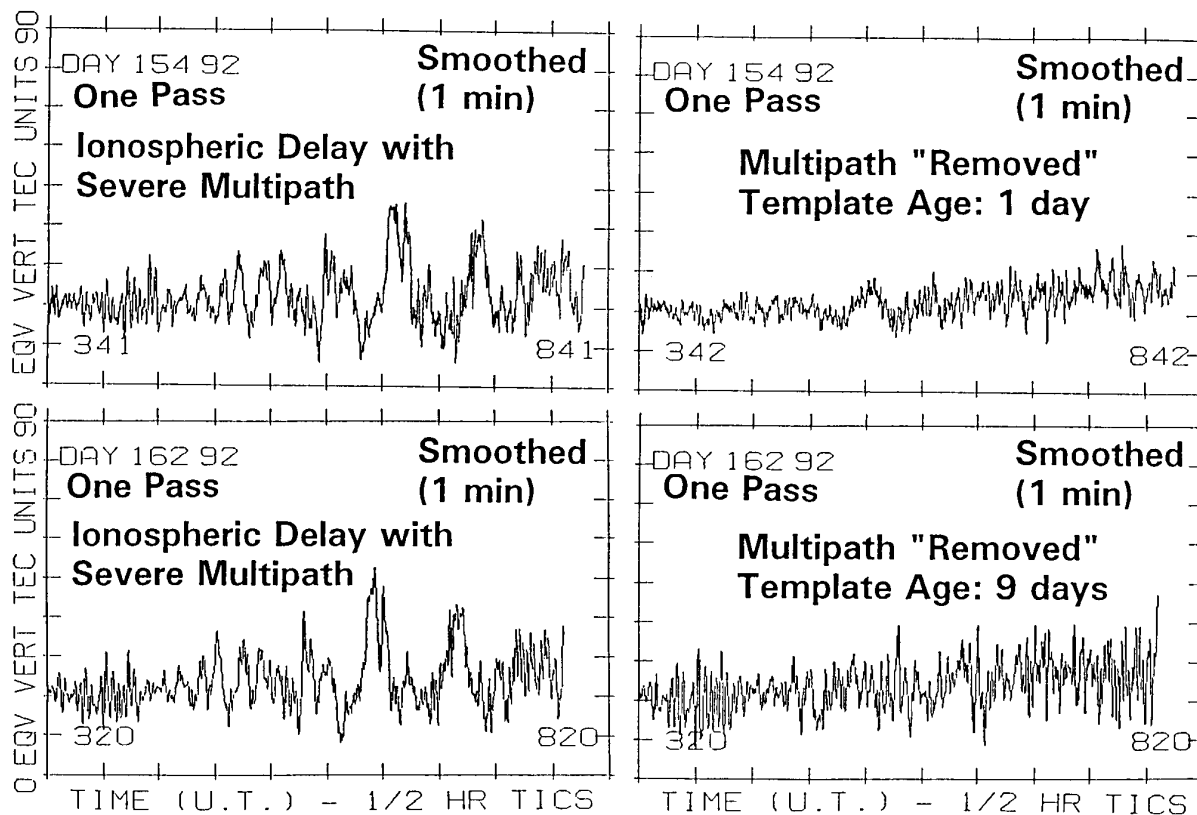 EQV VERT TEC UNITS 90
DAY 154 92
One Pass
Smoothed
(1 min)
Ionospheric Delay with
Severe Multipath
341
841
DAY 154 92
One Pass
Smoothed
(1 min)
Multipath "Removed"
Template Age: 1 day
342
842
0 EQV VERT TEC UNITS 90
DAY 162 92
One Pass
Smoothed
(1 min)
Ionospheric Delay with
Severe Multipath
320
820
DAY 162 92
One Pass
Smoothed
(1 min)
Multipath "Removed"
Template Age: 9 days
320
820
TIME (U.T.) - 1/2 HR TICS
TIME (U.T.) - 1/2 HR TICS